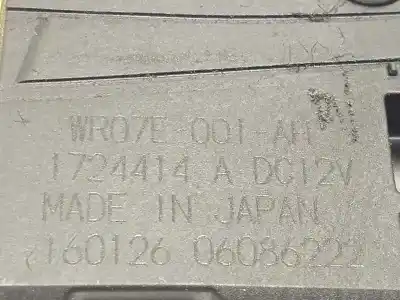 WR07E 001-AH
1724414 A DC12V
MADE IN JAPAN
160126 06086222